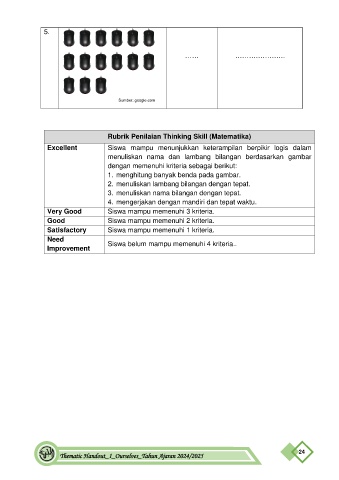 5.
......
......................
Sumber: google.com
Rubrik Penilaian Thinking Skill (Matematika)
Excellent
Siswa mampu menunjukkan keterampilan berpikir logis dalam
menuliskan nama dan lambang bilangan berdasarkan gambar
dengan memenuhi kriteria sebagai berikut:
1. menghitung banyak benda pada gambar.
2. menuliskan lambang bilangan dengan tepat.
3. menuliskan nama bilangan dengan tepat.
4. mengerjakan dengan mandiri dan tepat waktu.
Very Good
Siswa mampu memenuhi 3 kriteria.
Good
Siswa mampu memenuhi 2 kriteria.
Satisfactory
Siswa mampu memenuhi 1 kriteria.
Need
Improvement
Siswa belum mampu memenuhi 4 kriteria..
Thematic Handout_1_Ourselves_Tahun Ajaran 2024/2025
24